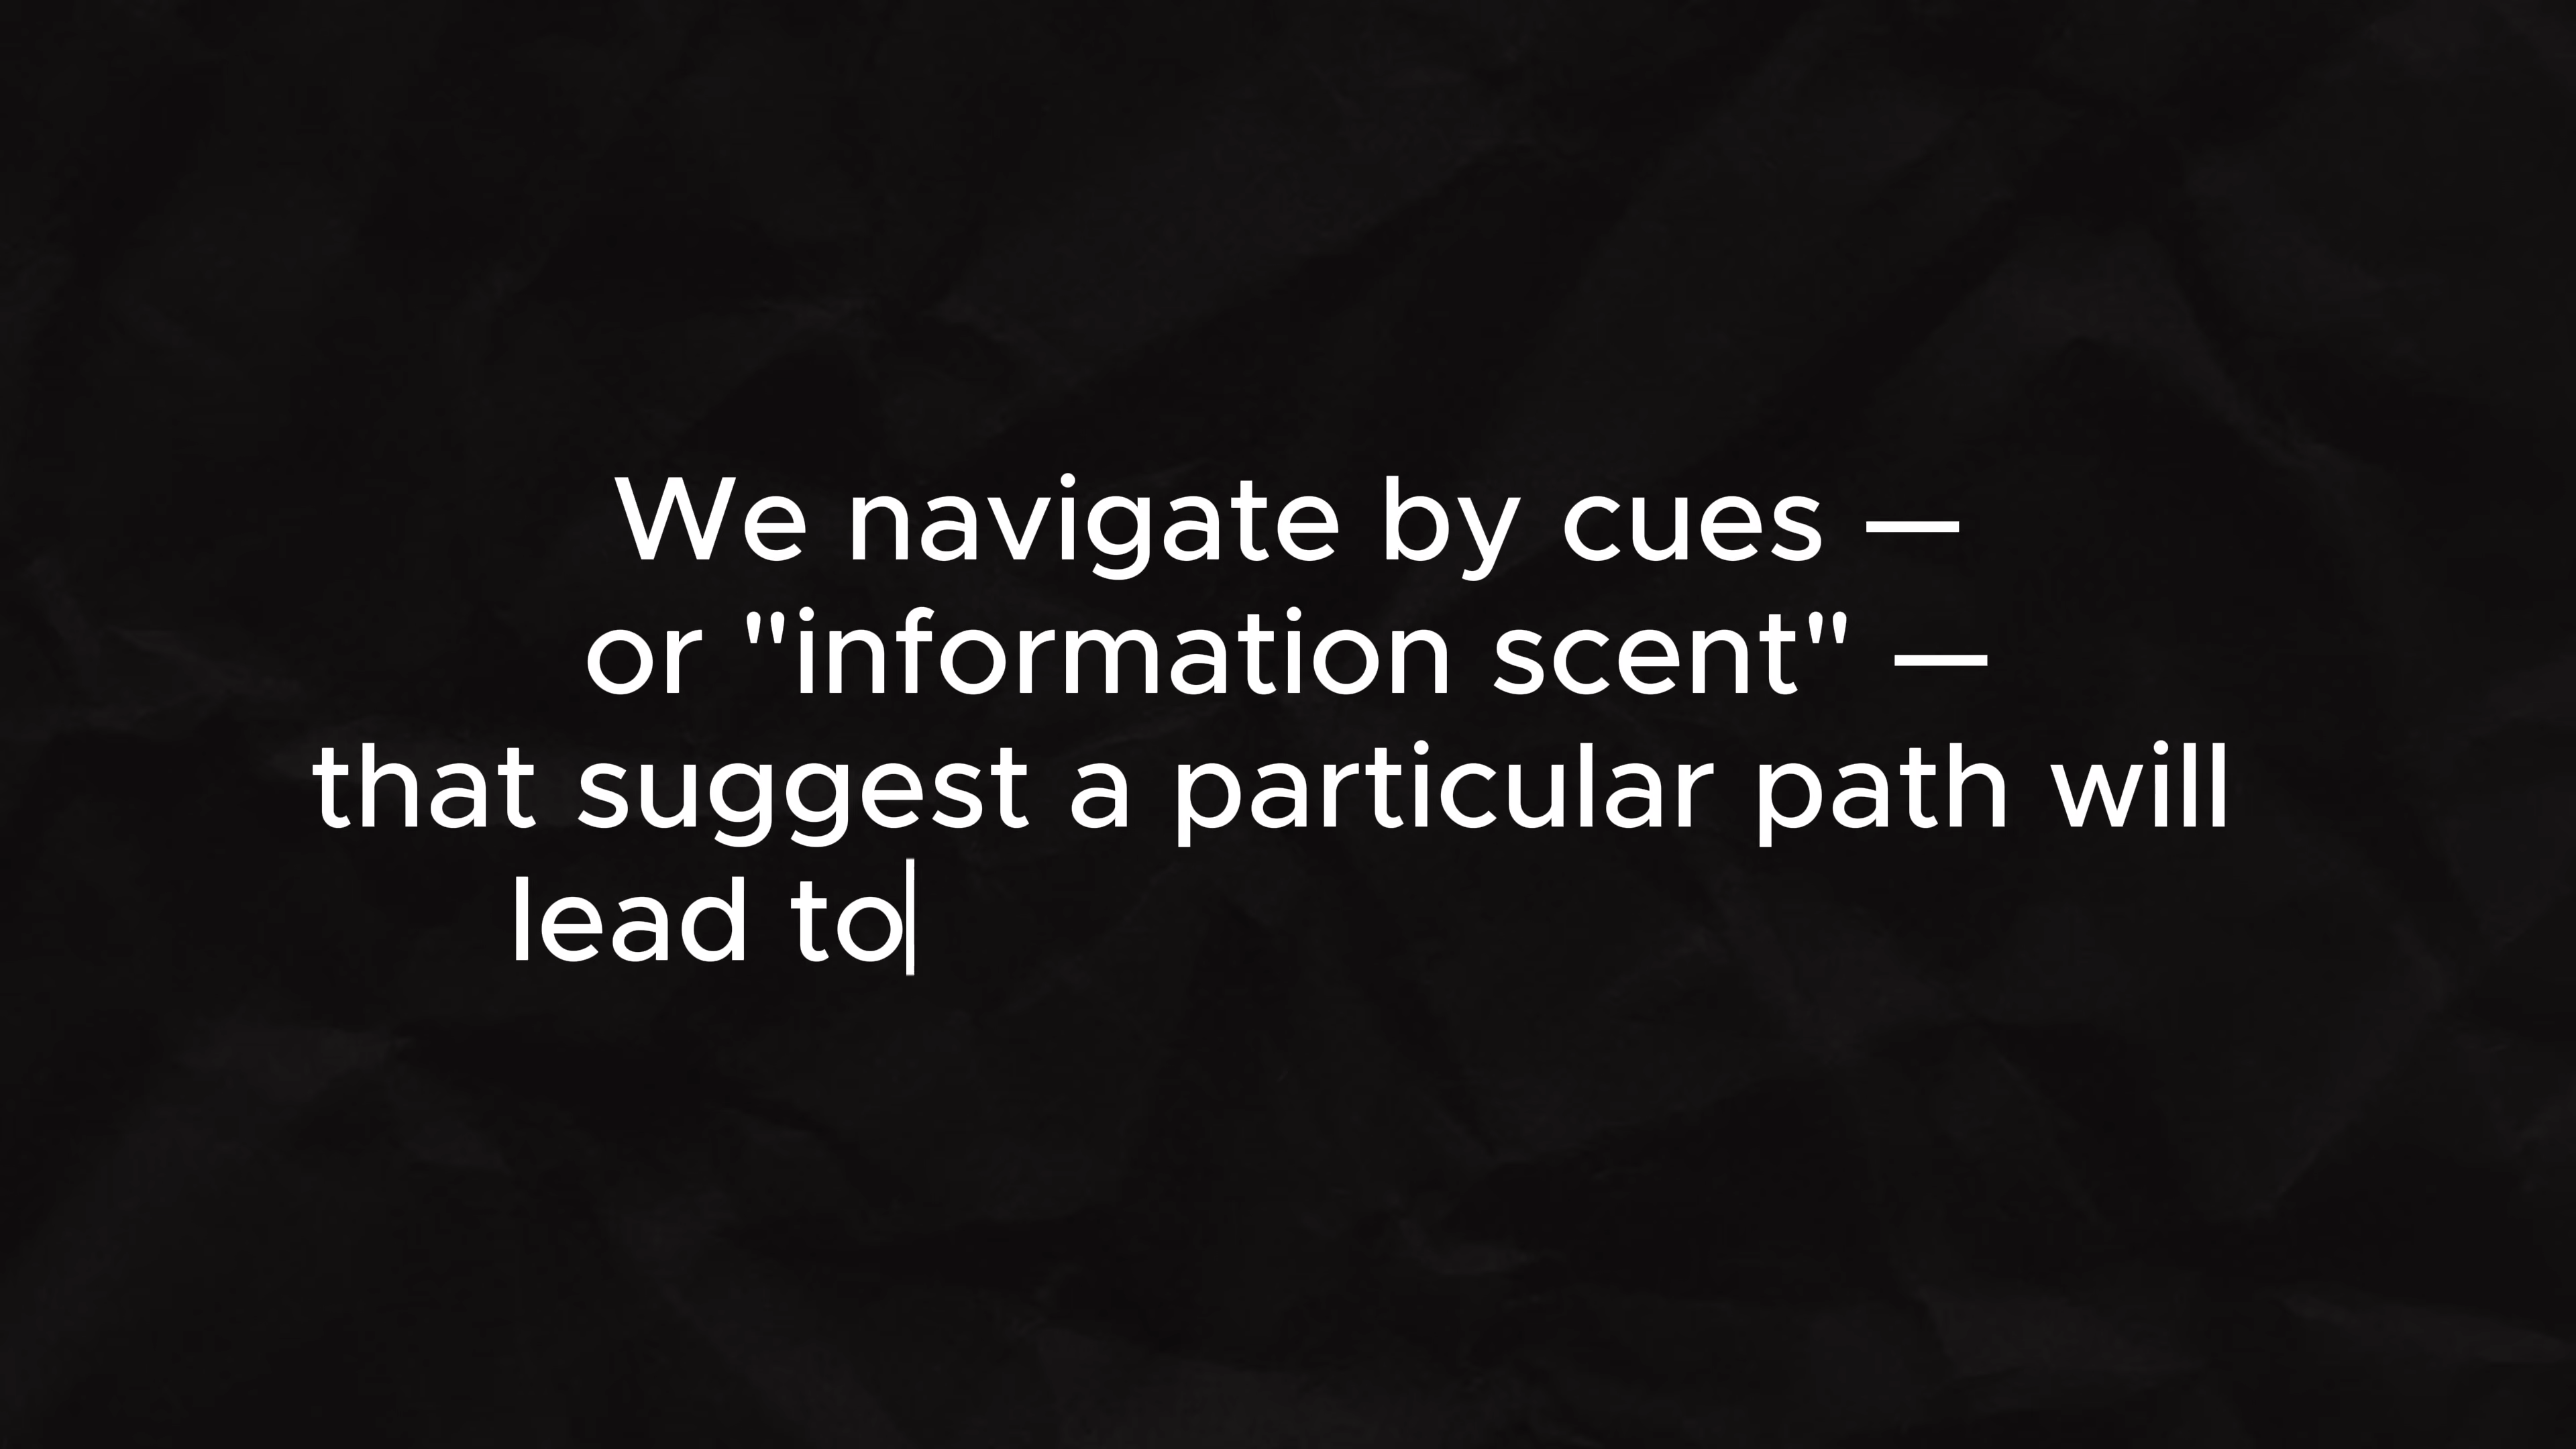 We navigate by cues —
or "information scent" —
that suggest a particular path will
lead to